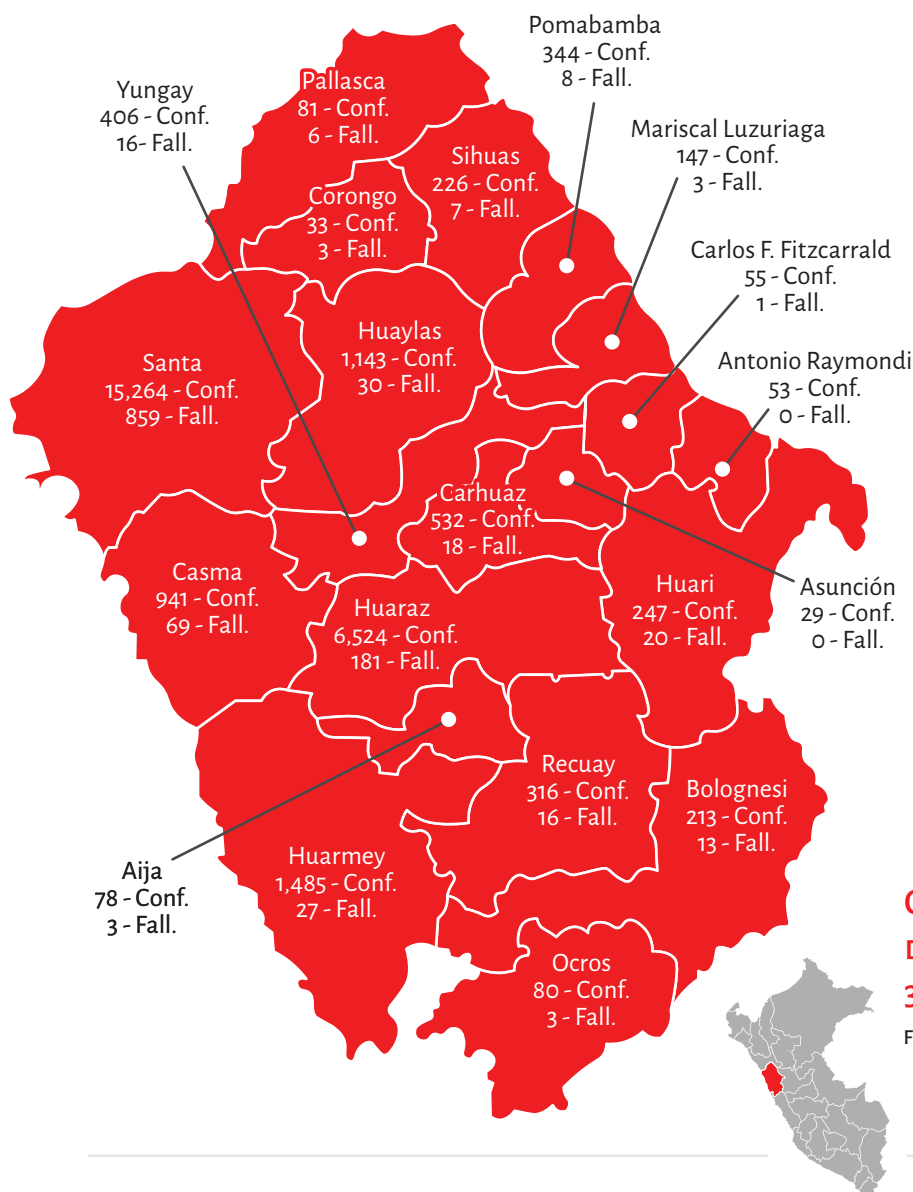 Pomabamba
344 - Conf.
8 - Fall.
Yungay
406 - Conf.
16- Fall.
Pallasca
81 - Conf.
6 - Fall.
Mariscal Luzuriaga
147 - Conf.
3 - Fall.
Sihuas
226 - Conf.
7 - Fall.
Corongo
33 - Conf.
3 - Fall.
Carlos F. Fitzcarrald
55 - Conf.
1 - Fall.
Huaylas
1,143 - Conf.
30 - Fall.
Santa
15,264 - Conf.
859 - Fall.
Antonio Raymondi
53 - Conf.
0 - Fall.
Carhuaz
532 - Conf.
18 - Fall.
Casma
941 - Conf.
69 - Fall.
Huari
247 - Conf.
20 - Fall.
Asunción
29 - Conf.
0 - Fall.
Huaraz
6,524 - Conf.
181 - Fall.
Recuay
316 - Conf.
16 - Fall.
Bolognesi
213 - Conf.
13 - Fall.
Aija
78 - Conf.
3 - Fall.
Huarmey
1,485 - Conf.
27 - Fall.
Ocros
80 - Conf.
3 - Fall.